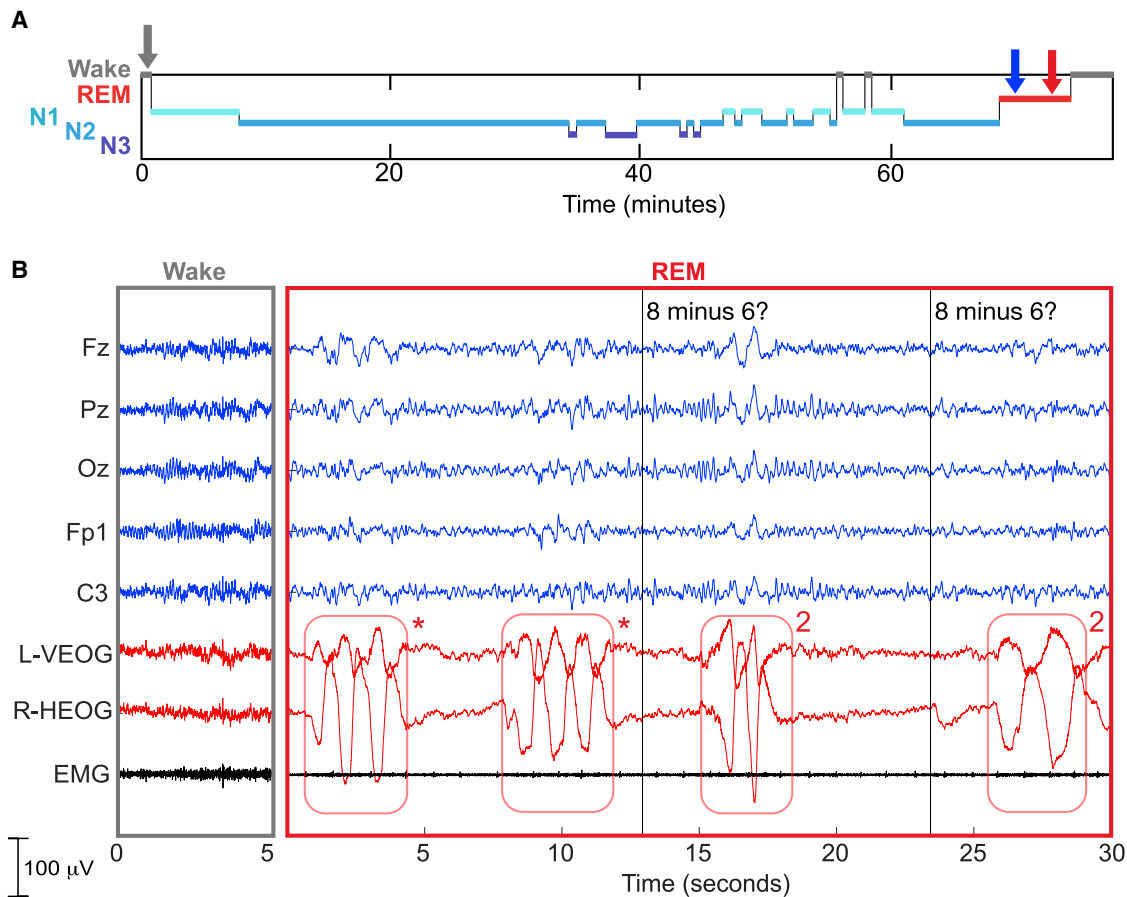 A
Wake
REM
N1
N2
N3
0 20 40 60
Time (minutes)
B
Wake REM
8 minus 6? 8 minus 6?
Fz
Pz
Oz
Fp1
C3
* * 2 2
L-VEOG
R-HEOG
EMG
100 µV
0 5 5 10 15 20 25 30
Time (seconds)